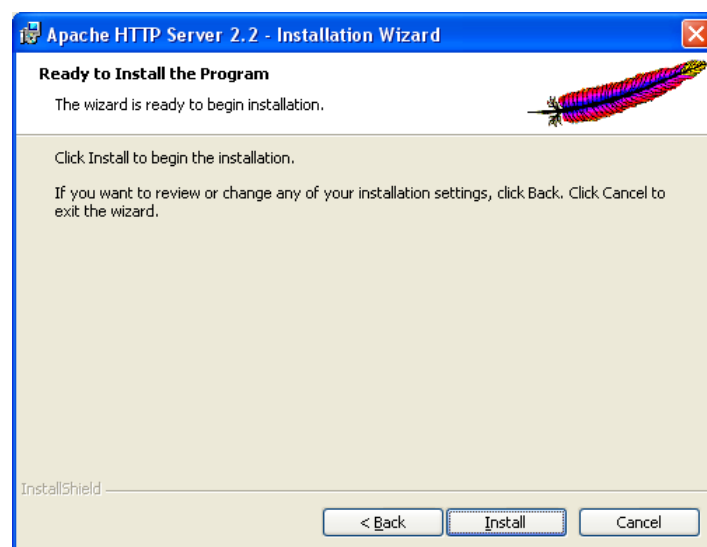 Apache HTTP Server 2.2 - Installation Wizard
Ready to Install the Program
The wizard is ready to begin installation.
Click Install to begin the installation.
If you want to review or change any of your installation settings, click Back. Click Cancel to
exit the wizard.
InstallShield
< Back
Install
Cancel